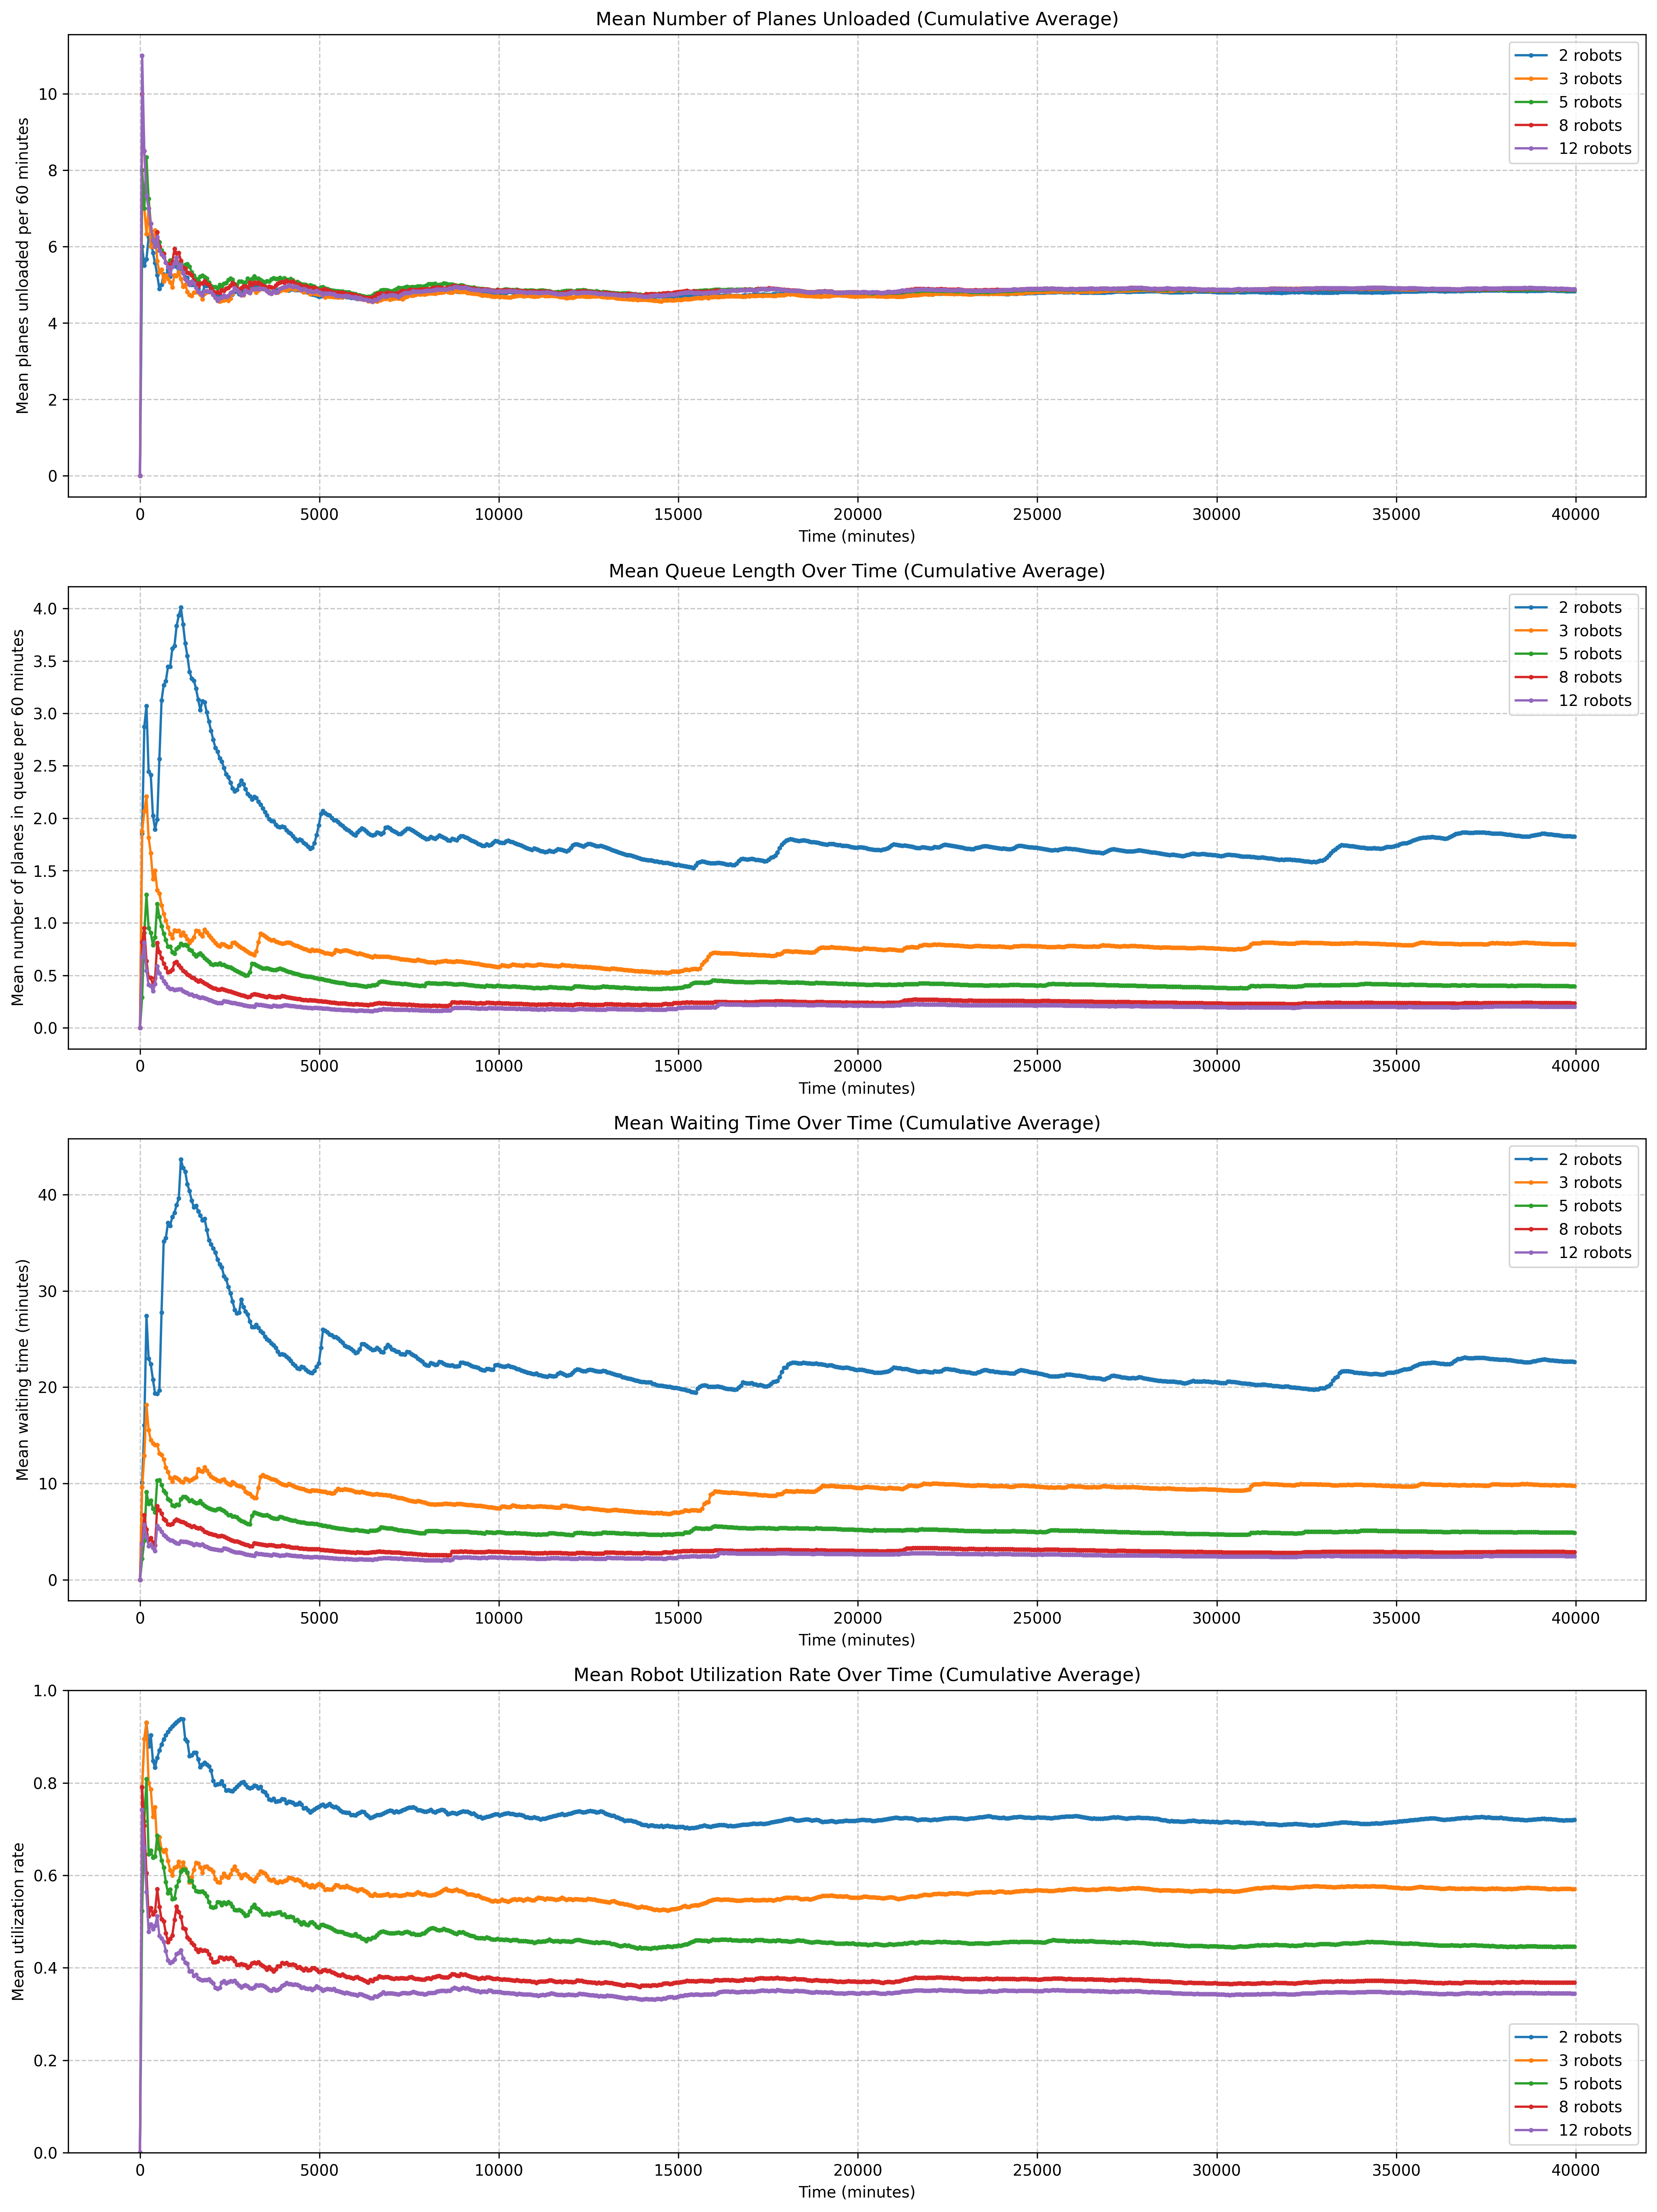 Mean Number of Planes Unloaded (Cumulative Average)
Mean planes unloaded per 60 minutes
10
8
6
4
2
0
2 robots
3 robots
5 robots
8 robots
12 robots
0 5000 10000 15000 20000 25000 30000 35000 40000
Time (minutes)
Mean Queue Length Over Time (Cumulative Average)
Mean number of planes in queue per 60 minutes
4.0
3.5
3.0
2.5
2.0
1.5
1.0
0.5
0.0
2 robots
3 robots
5 robots
8 robots
12 robots
0 5000 10000 15000 20000 25000 30000 35000 40000
Time (minutes)
Mean Waiting Time Over Time (Cumulative Average)
Mean waiting time (minutes)
40
30
20
10
0
2 robots
3 robots
5 robots
8 robots
12 robots
0 5000 10000 15000 20000 25000 30000 35000 40000
Time (minutes)
Mean Robot Utilization Rate Over Time (Cumulative Average)
Mean utilization rate
1.0
0.8
0.6
0.4
0.2
0.0
2 robots
3 robots
5 robots
8 robots
12 robots
0 5000 10000 15000 20000 25000 30000 35000 40000
Time (minutes)